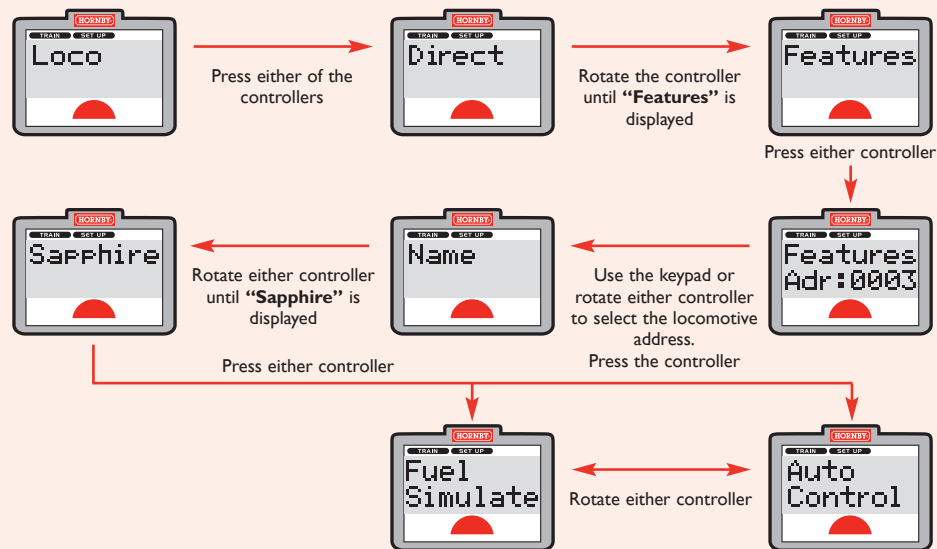 HORNBY
TRAIN SET UP
Loco
Press either of the
controllers
HORNBY
TRAIN SET UP
Direct
Rotate the controller
until “Features” is
displayed
HORNBY
TRAIN SET UP
Features
Press either controller
HORNBY
TRAIN SET UP
Features
Adr:0003
Use the keypad or
rotate either controller
to select the locomotive
address.
Press the controller
HORNBY
TRAIN SET UP
Name
Rotate either controller
until “Sapphire” is
displayed
HORNBY
TRAIN SET UP
Sapphire
Press either controller
HORNBY
TRAIN SET UP
Fuel
Simulate
Rotate either controller
HORNBY
TRAIN SET UP
Auto
Control